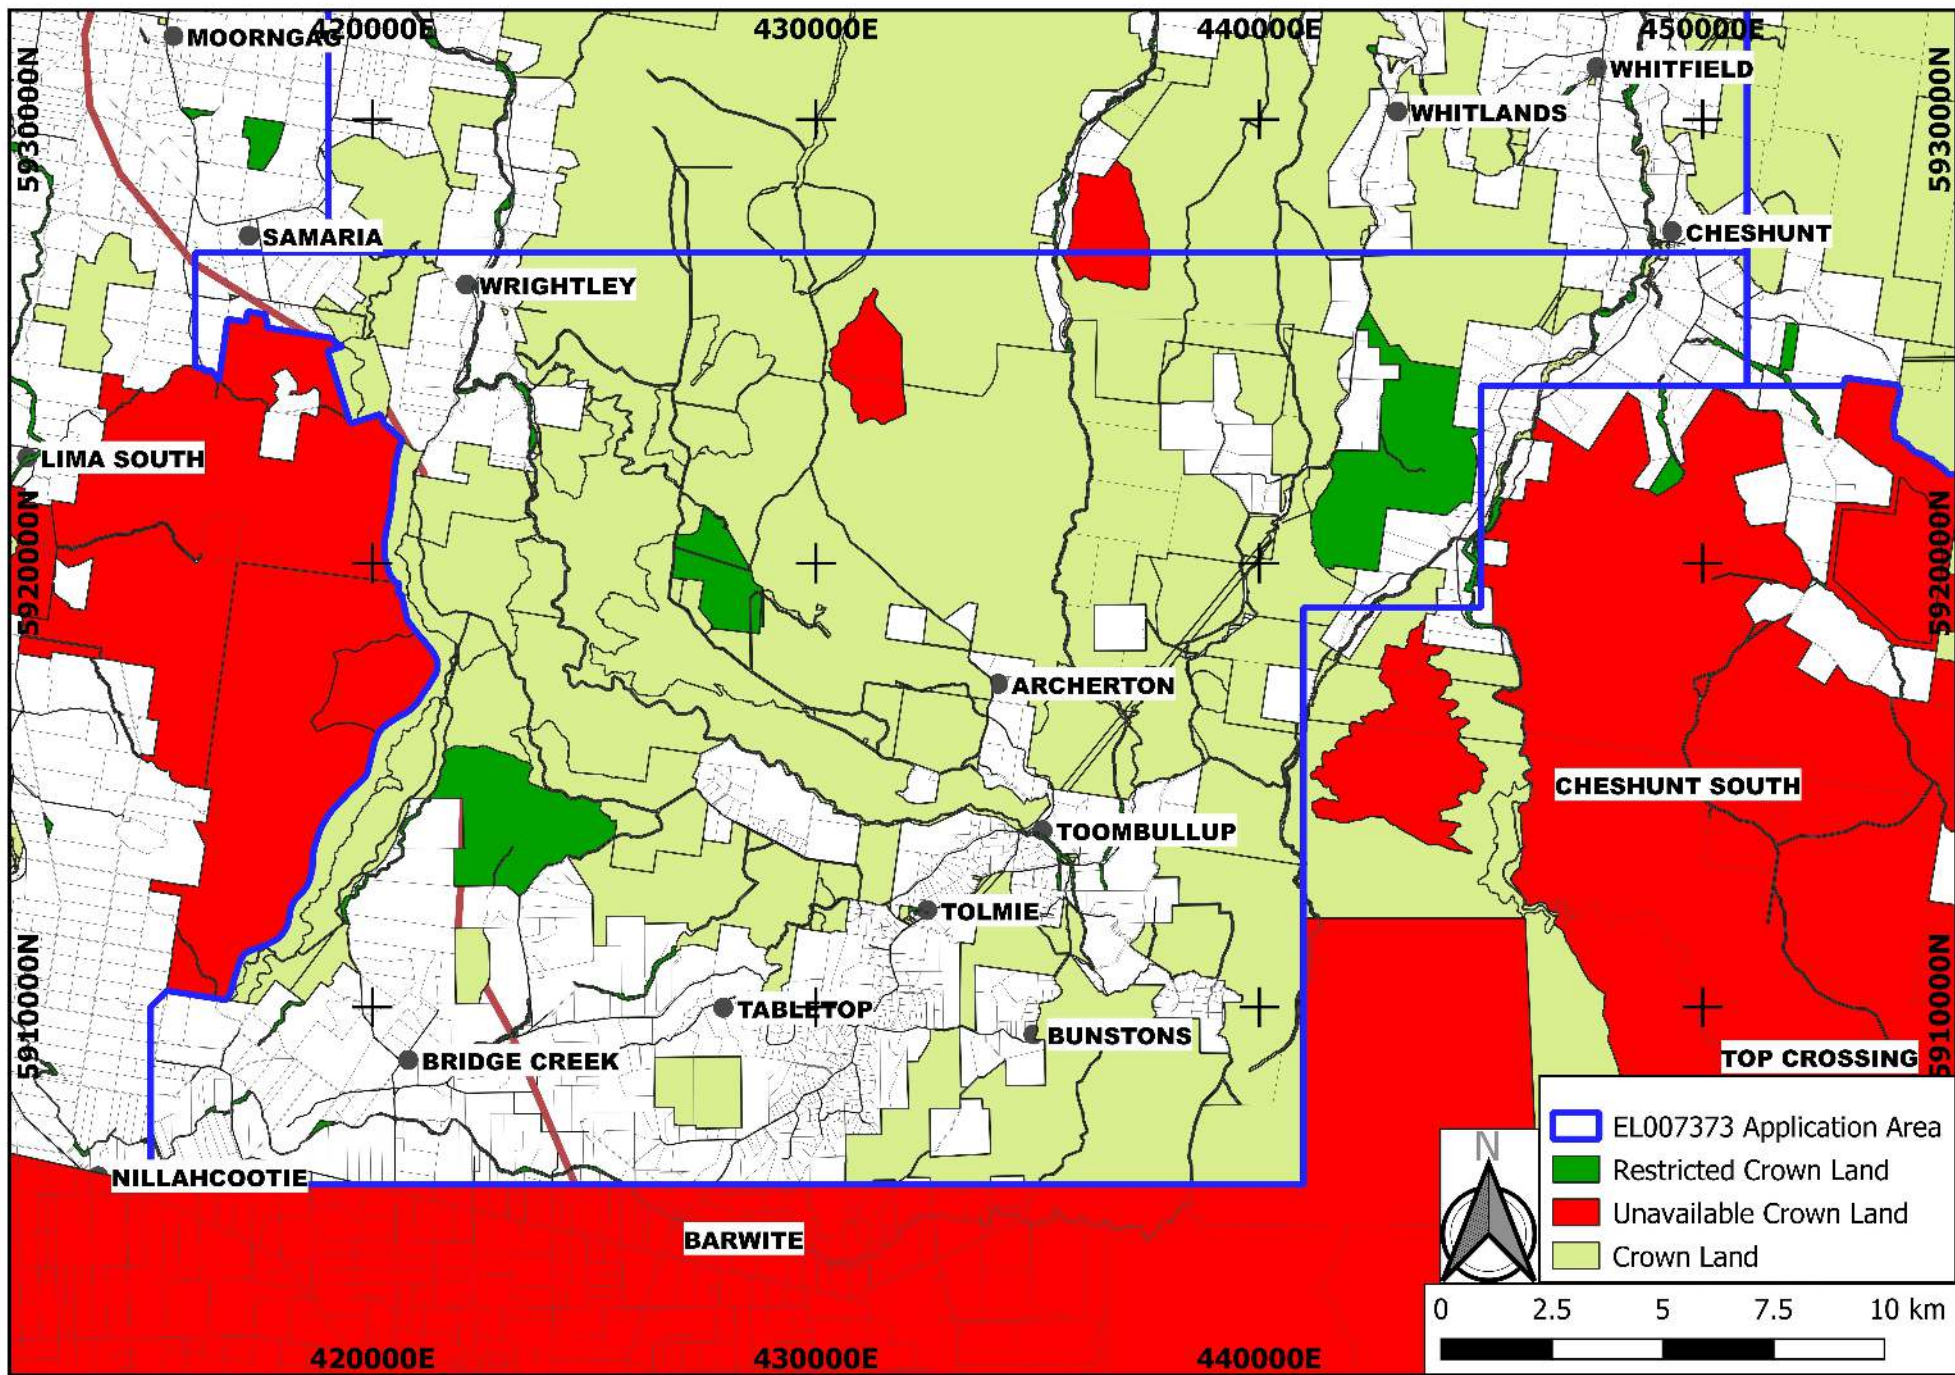 420000E
430000E
440000E
450000E
WHITFIELD
WHITLANDS
5930000N
5930000N
SAMARIA
CHESHUNT
WRIGHTLEY
LIMA SOUTH
5920000N
5920000N
ARCHERTON
CHESHUNT SOUTH
TOOMBULLUP
TOLMIE
5910000N
5910000N
TABLETOP
BUNSTONS
BRIDGE CREEK
TOP CROSSING
NILLAHCOOTIE
BARWITE
EL007373 Application Area
Restricted Crown Land
Unavailable Crown Land
Crown Land
N
0 2.5 5 7.5 10 km
420000E
430000E
440000E